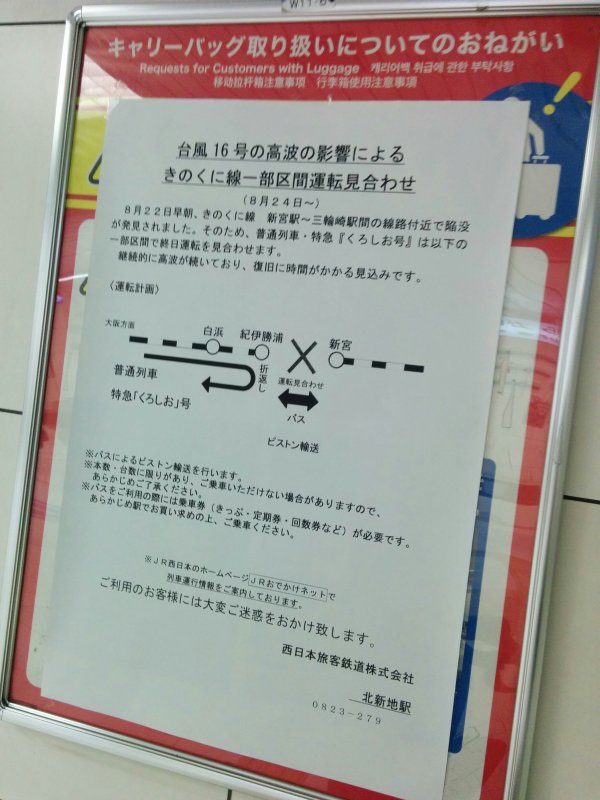 W11-6
キャリーバッグ取り扱いについてのおねがい
Requests for Customers with Luggage 캐리어백 취급에 관한 부탁사항
移动拉杆箱注意事项 行李箱使用注意事項
台風16号の高波の影響による
きのくに線一部区間運転見合わせ
（８月２４日～）
８月２２日早朝、きのくに線 新宮駅～三輪崎駅間の線路付近で陥没
が発見されました。そのため、普通列車・特急『くろしお号』は以下の
一部区間で終日運転を見合わせます。
継続的に高波が続いており、復旧に時間がかかる見込みです。
〈運転計画〉
大阪方面
白浜 紀伊勝浦 新宮
普通列車
特急「くろしお」号
折返し
運転見合わせ
バス
ピストン輸送
※バスによるピストン輸送を行います。
※本数・台数に限りがあり、ご乗車いただけない場合がありますので、
あらかじめご了承ください。
※バスをご利用の際には乗車券（きっぷ・定期券・回数券など）が必要です。
あらかじめ駅でお買い求めの上、ご乗車ください。
※ＪＲ西日本のホームページJRおでかけネットで
列車運行情報をご案内しております。
ご利用のお客様には大変ご迷惑をおかけ致します。
西日本旅客鉄道株式会社
北新地駅
０８２３－２７９